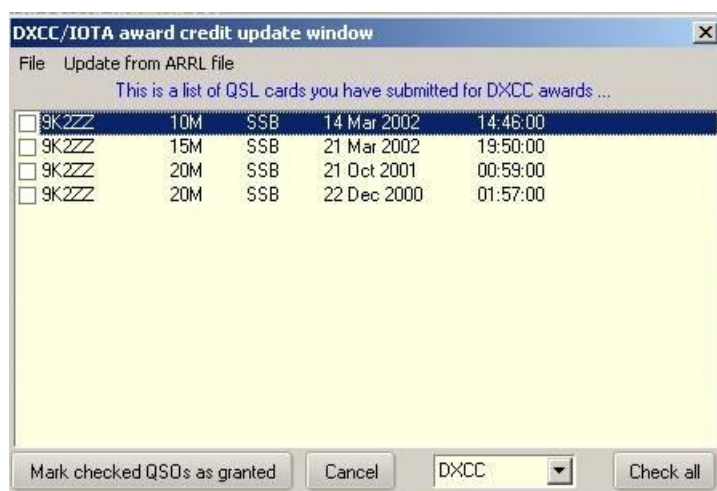 DXCC/IOTA award credit update window
File Update from ARRL file
This is a list of QSL cards you have submitted for DXCC awards ...
9K2ZZ 10M SSB 14 Mar 2002 14:46:00
9K2ZZ 15M SSB 21 Mar 2002 19:50:00
9K2ZZ 20M SSB 21 Oct 2001 00:59:00
9K2ZZ 20M SSB 22 Dec 2000 01:57:00
Mark checked QSOs as granted Cancel DXCC Check all